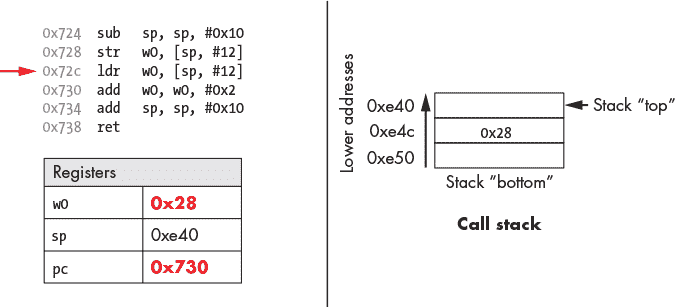 0x724 sub sp, sp, #0x10
0x728 str w0, [sp, #12]
0x72c ldr w0, [sp, #12]
0x730 add w0, w0, #0x2
0x734 add sp, sp, #0x10
0x738 ret
Registers
w0 0x28
sp 0xe40
pc 0x730
Lower addresses
0xe40
Stack "top"
0xe4c 0x28
0xe50
Stack "bottom"
Call stack